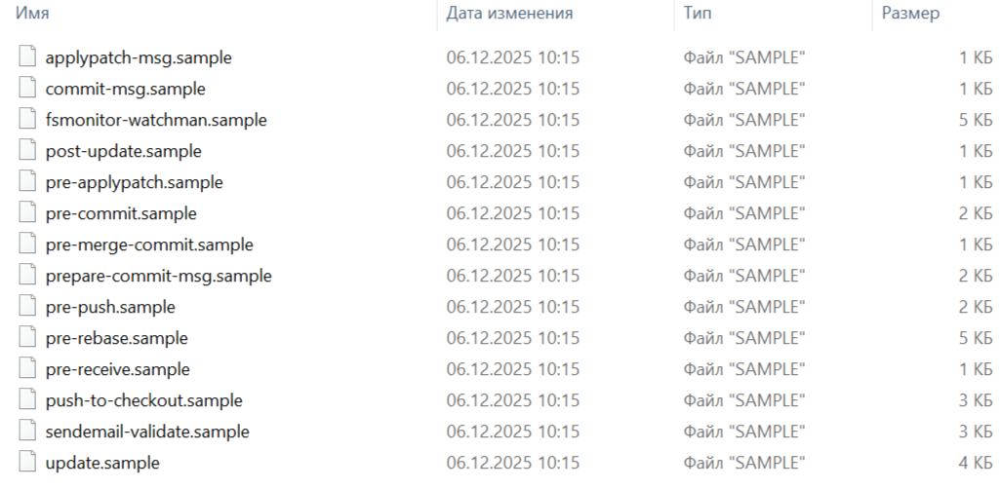 Имя Дата изменения Тип Размер
applypatch-msg.sample 06.12.2025 10:15 Файл "SAMPLE" 1 КБ
commit-msg.sample 06.12.2025 10:15 Файл "SAMPLE" 1 КБ
fsmonitor-watchman.sample 06.12.2025 10:15 Файл "SAMPLE" 5 КБ
post-update.sample 06.12.2025 10:15 Файл "SAMPLE" 1 КБ
pre-applypatch.sample 06.12.2025 10:15 Файл "SAMPLE" 1 КБ
pre-commit.sample 06.12.2025 10:15 Файл "SAMPLE" 2 КБ
pre-merge-commit.sample 06.12.2025 10:15 Файл "SAMPLE" 1 КБ
prepare-commit-msg.sample 06.12.2025 10:15 Файл "SAMPLE" 2 КБ
pre-push.sample 06.12.2025 10:15 Файл "SAMPLE" 2 КБ
pre-rebase.sample 06.12.2025 10:15 Файл "SAMPLE" 5 КБ
pre-receive.sample 06.12.2025 10:15 Файл "SAMPLE" 1 КБ
push-to-checkout.sample 06.12.2025 10:15 Файл "SAMPLE" 3 КБ
sendemail-validate.sample 06.12.2025 10:15 Файл "SAMPLE" 3 КБ
update.sample 06.12.2025 10:15 Файл "SAMPLE" 4 КБ